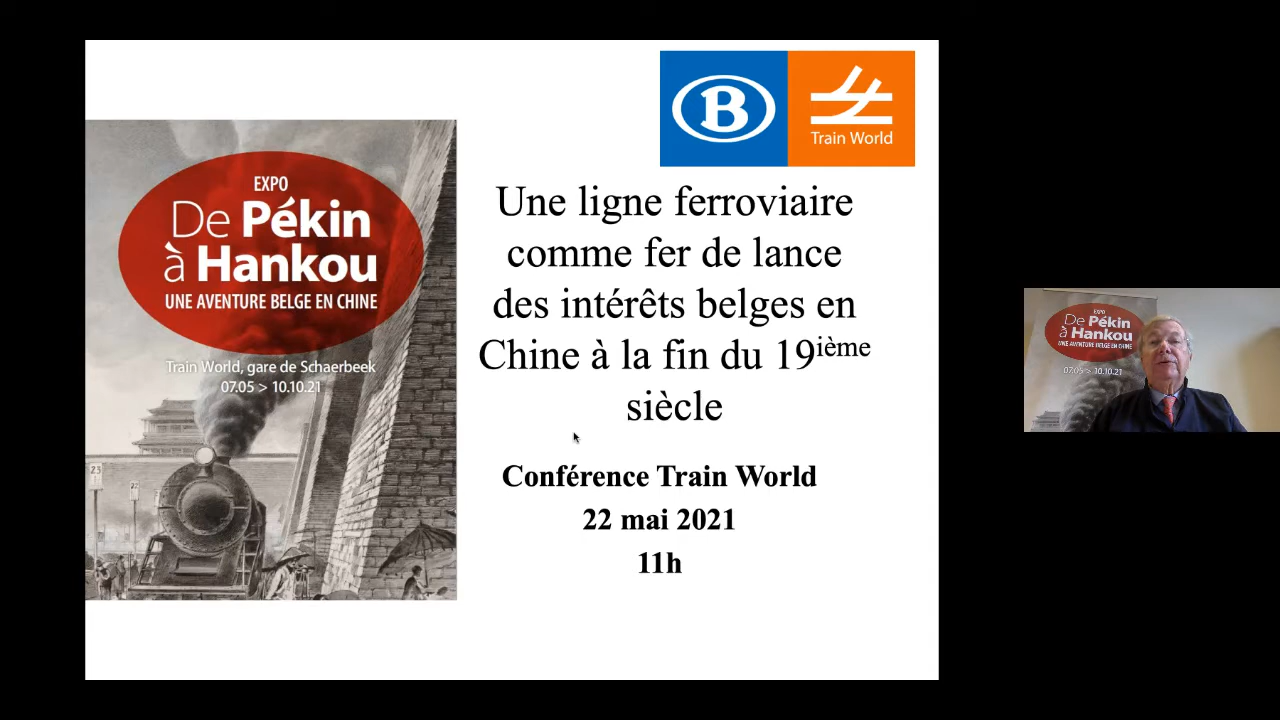 B
Train World
EXPO
De Pékin
à Hankou
UNE AVENTURE BELGE EN CHINE
Train World, gare de Schaerbeek
07.05 > 10.10.21
23
Une ligne ferroviaire
comme fer de lance
des intérêts belges en
Chine à la fin du 19ième
siècle
Conférence Train World
22 mai 2021
11h
EXPO
De Pékin
à Hankou
UNE AVENTURE BELGE EN CHINE
07.05 > 10.10.21